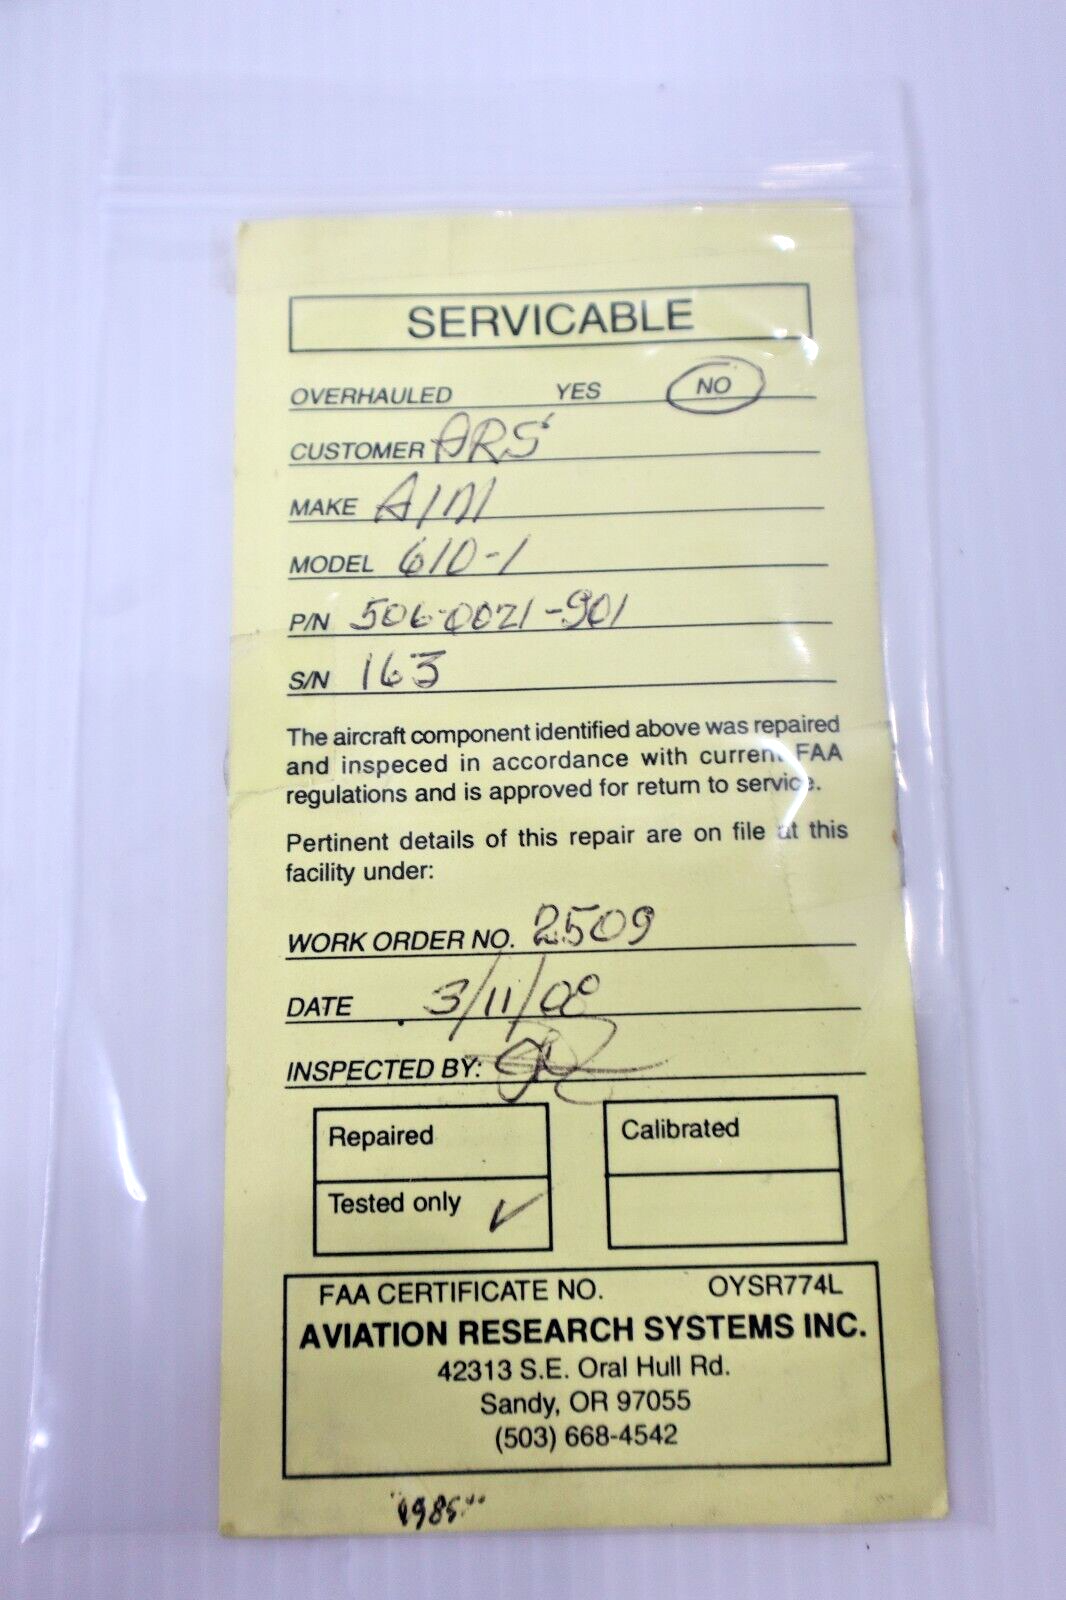 SERVICABLE
OVERHAULED YES NO
CUSTOMER ARS
MAKE AIM
MODEL 610-1
P/N 506-0021-901
S/N 163
The aircraft component identified above was repaired
and inspeced in accordance with current FAA
regulations and is approved for return to service.
Pertinent details of this repair are on file at this
facility under:
WORK ORDER NO. 2509
DATE 3/11/08
INSPECTED BY:
Repaired
Calibrated
Tested only ✓
FAA CERTIFICATE NO. OYSR774L
AVIATION RESEARCH SYSTEMS INC.
42313 S.E. Oral Hull Rd.
Sandy, OR 97055
(503) 668-4542
"1985"